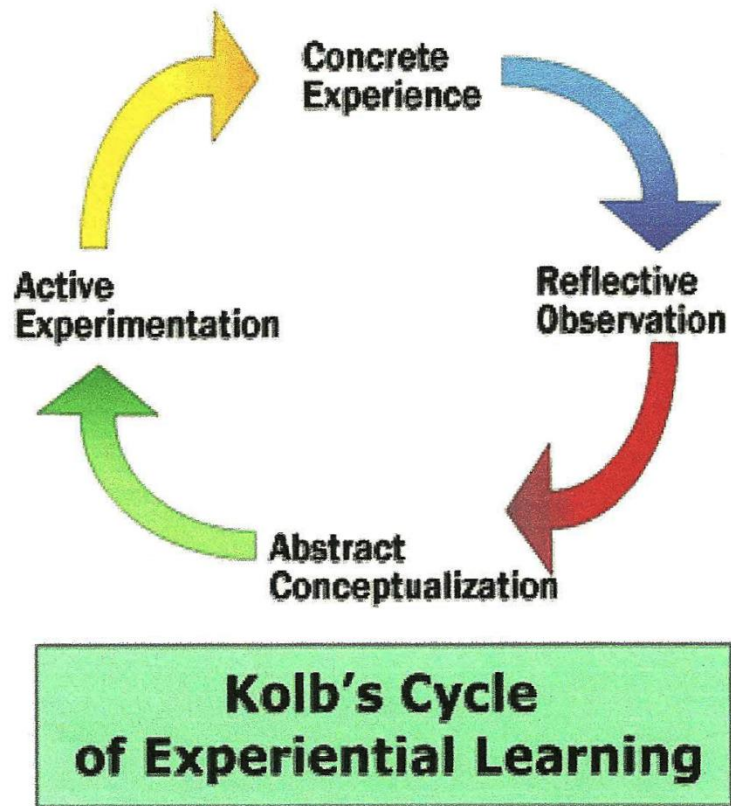 Concrete
Experience
Reflective
Observation
Abstract
Conceptualization
Active
Experimentation
Kolb's Cycle
of Experiential Learning